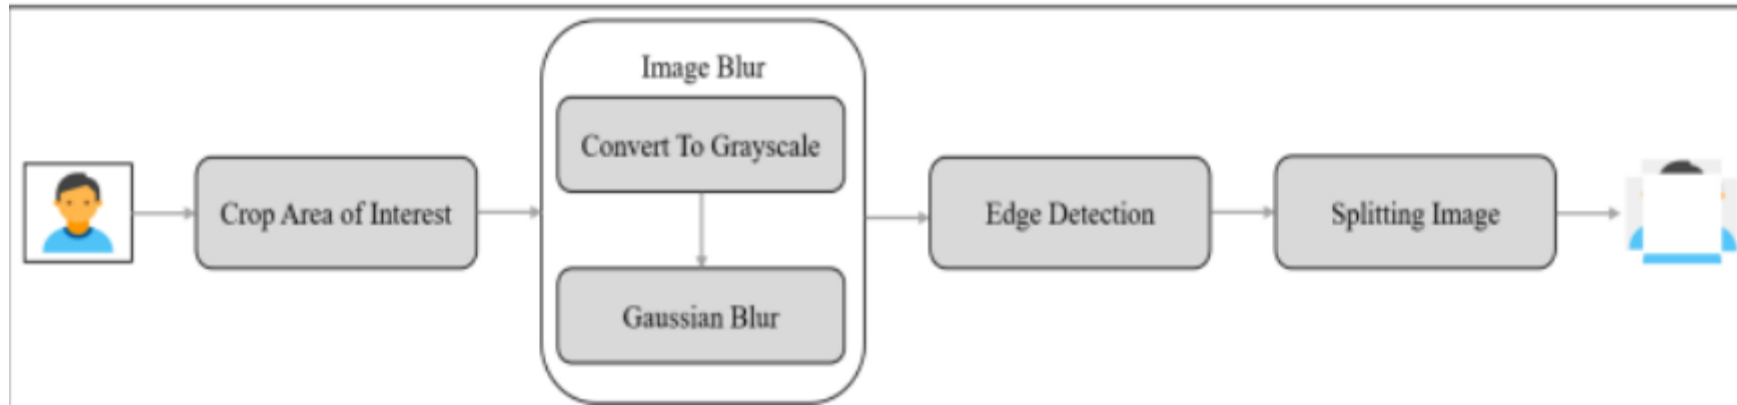 Image Blur
Convert To Grayscale
Crop Area of Interest
Edge Detection
Splitting Image
Gaussian Blur